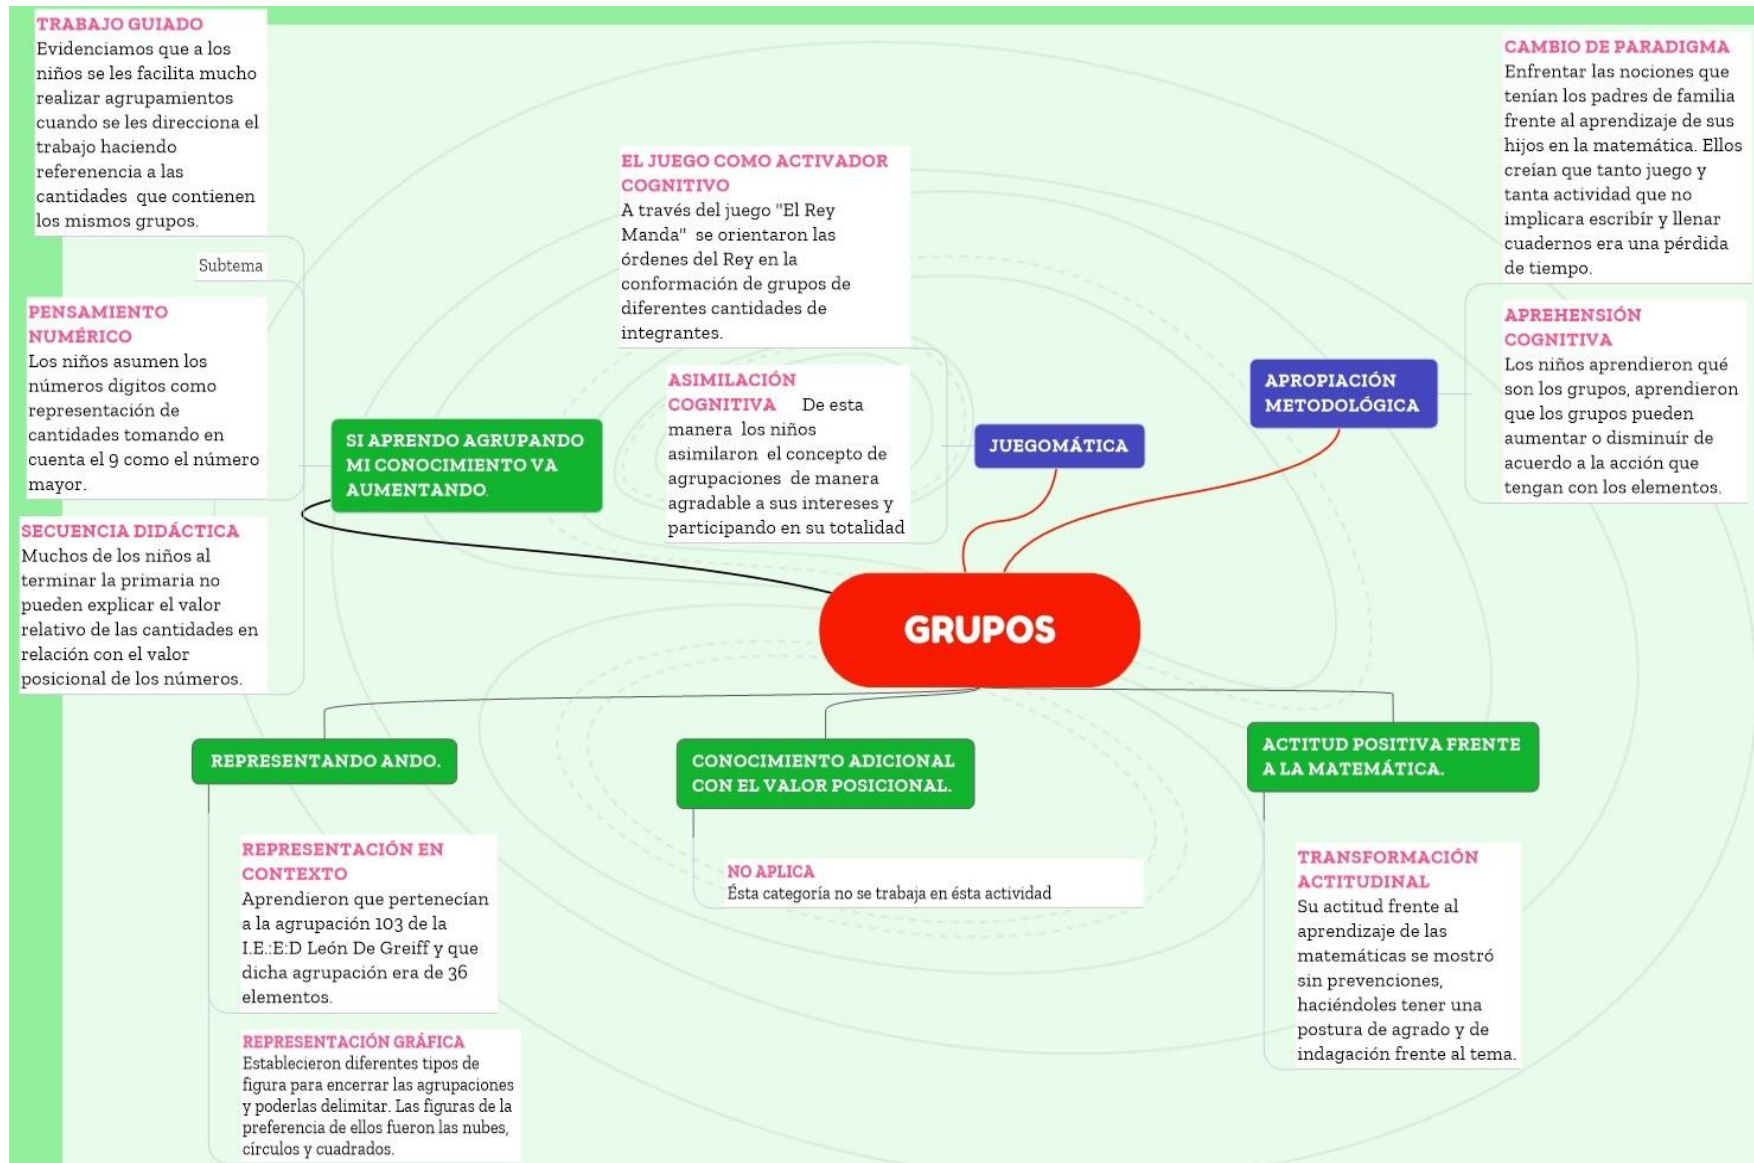 TRABAJO GUIADO
Evidenciamos que a los
niños se les facilita mucho
realizar agrupamientos
cuando se les direcciona el
trabajo haciendo
referenencia a las
cantidades que contienen
los mismos grupos.
Subtema
PENSAMIENTO
NUMÉRICO
Los niños asumen los
números digitos como
representación de
cantidades tomando en
cuenta el 9 como el número
mayor.
SECUENCIA DIDÁCTICA
Muchos de los niños al
terminar la primaria no
pueden explicar el valor
relativo de las cantidades en
relación con el valor
posicional de los números.
SI APRENDO AGRUPANDO
MI CONOCIMIENTO VA
AUMENTANDO.
EL JUEGO COMO ACTIVADOR
COGNITIVO
A través del juego "El Rey
Manda" se orientaron las
órdenes del Rey en la
conformación de grupos de
diferentes cantidades de
integrantes.
ASIMILACIÓN
COGNITIVA De esta
manera los niños
asimilaron el concepto de
agrupaciones de manera
agradable a sus intereses y
participando en su totalidad
JUEGOMÁTICA
APROPIACIÓN
METODOLÓGICA
CAMBIO DE PARADIGMA
Enfrentar las nociones que
tenían los padres de familia
frente al aprendizaje de sus
hijos en la matemática. Ellos
creían que tanto juego y
tanta actividad que no
implicara escribír y llenar
cuadernos era una pérdida
de tiempo.
APREHENSIÓN
COGNITIVA
Los niños aprendieron qué
son los grupos, aprendieron
que los grupos pueden
aumentar o disminuír de
acuerdo a la acción que
tengan con los elementos.
GRUPOS
REPRESENTANDO ANDO.
REPRESENTACIÓN EN
CONTEXTO
Aprendieron que pertenecían
a la agrupación 103 de la
I.E.:E:D León De Greiff y que
dicha agrupación era de 36
elementos.
REPRESENTACIÓN GRÁFICA
Establecieron diferentes tipos de
figura para encerrar las agrupaciones
y poderlas delimitar. Las figuras de la
preferencia de ellos fueron las nubes,
círculos y cuadrados.
CONOCIMIENTO ADICIONAL
CON EL VALOR POSICIONAL.
NO APLICA
Ésta categoría no se trabaja en ésta actividad
ACTITUD POSITIVA FRENTE
A LA MATEMÁTICA.
TRANSFORMACIÓN
ACTITUDINAL
Su actitud frente al
aprendizaje de las
matemáticas se mostró
sin prevenciones,
haciéndoles tener una
postura de agrado y de
indagación frente al tema.